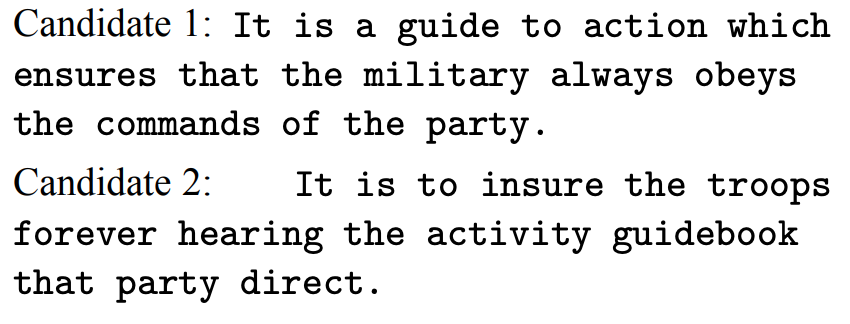 Candidate 1: It is a guide to action which
ensures that the military always obeys
the commands of the party.
Candidate 2: It is to insure the troops
forever hearing the activity guidebook
that party direct.